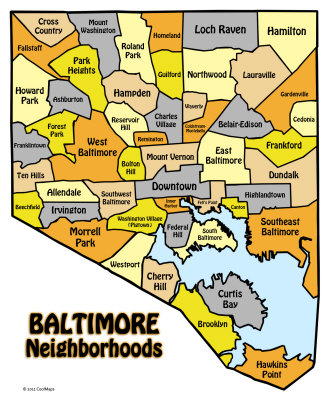 Cross
Country
Mount
Washington
Roland
Park
Homeland
Loch Raven
Hamilton
Fallstaff
Park
Heights
Guilford
Northwood
Lauraville
Howard
Park
Ashburton
Hampden
Gardenville
Waverly
Reservoir
Hill
Charles
Village
Cedonia
Forest
Park
Belair-Edison
Franklintown
West
Baltimore
Remington
Frankford
Bolton
Hill
Mount Vernon
East
Baltimore
Ten Hills
Dundalk
Allendale
Southwest
Baltimore
Downtown
Highlandtown
Beechfield
Irvington
Inner
Harbor
Fell's Point
Canton
Washington Village
(Pigtown)
Federal
Hill
South
Baltimore
Southeast
Baltimore
Morrell
Park
Westport
Cherry
Hill
Curtis
Bay
Brooklyn
BALTIMORE
Neighborhoods
Hawkins
Point
© 2012 CoolMaps